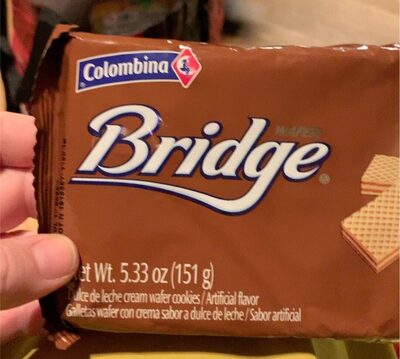 Colombina
WAFERS
Bridge
et Wt. 5.33 oz (151 g)
ulce de leche cream wafer cookies / Artificial flavor
Galletas wafer con crema sabor a dulce de leche / Sabor artificial